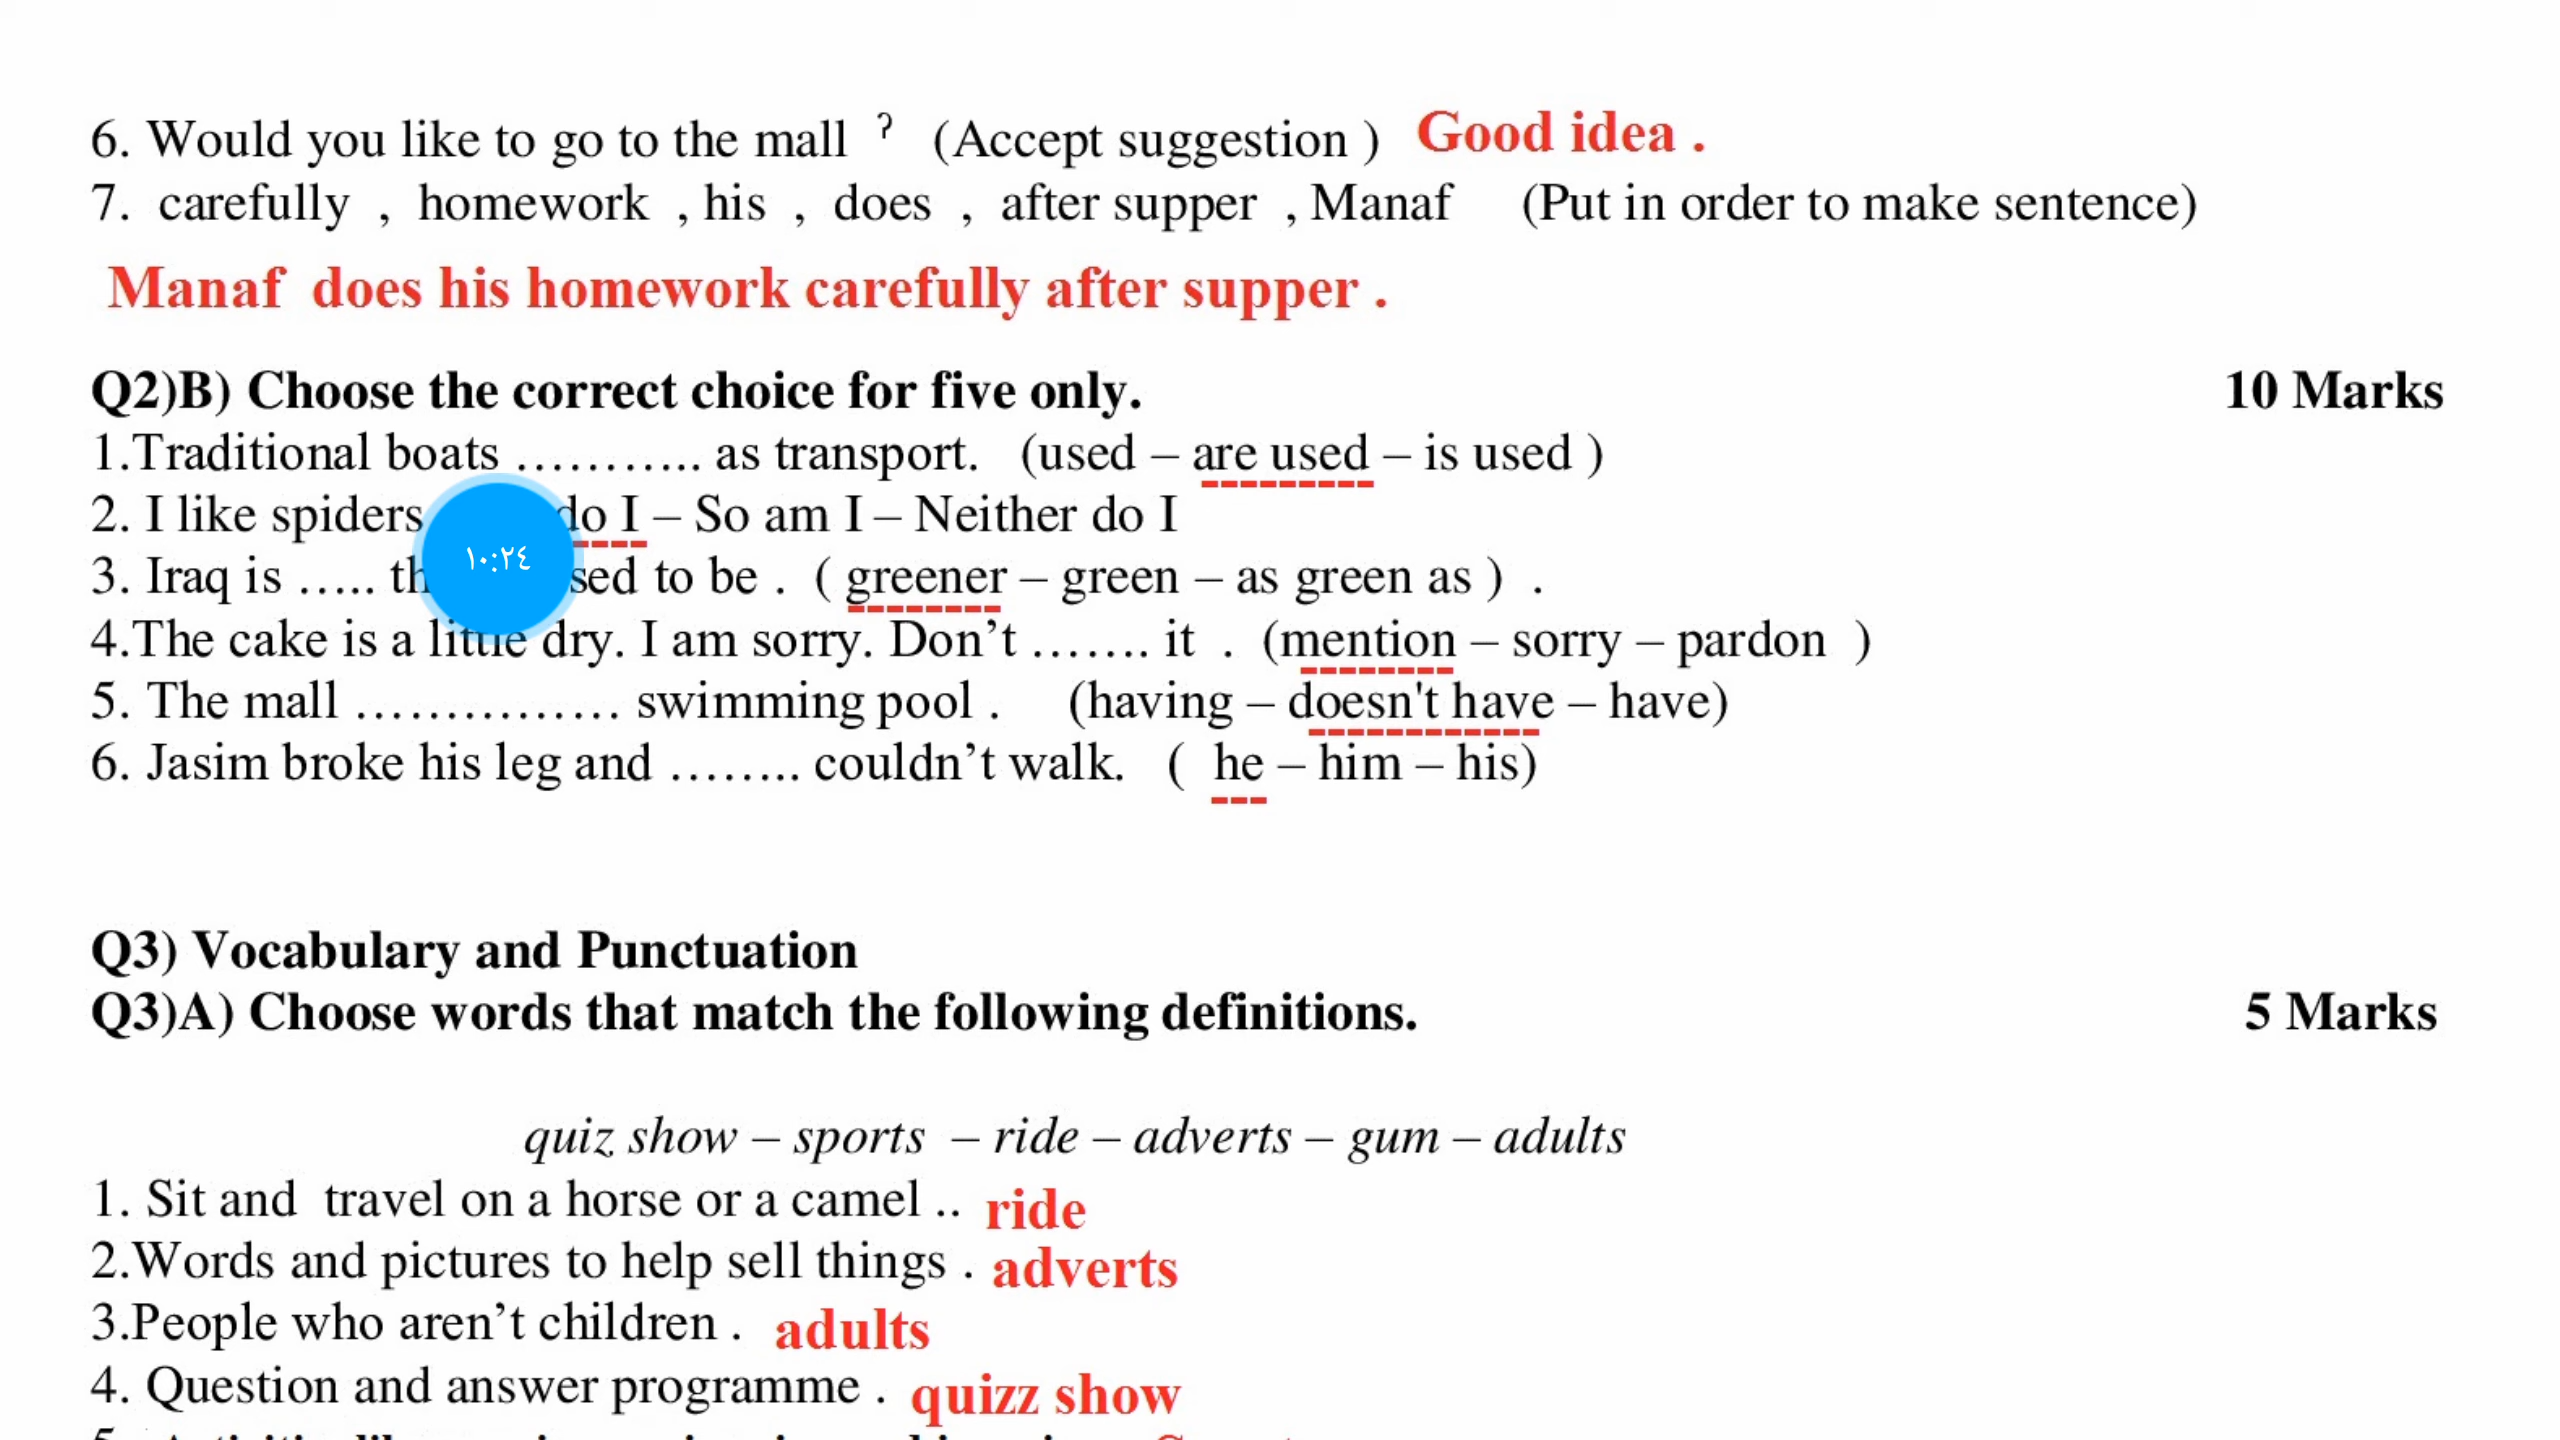 6. Would you like to go to the mall ? (Accept suggestion ) Good idea .
7. carefully , homework , his , does , after supper , Manaf (Put in order to make sentence)
Manaf does his homework carefully after supper .
Q2)B) Choose the correct choice for five only. 10 Marks
1.Traditional boats ……….. as transport. (used – are used – is used )
2. I like spiders do I – So am I – Neither do I
١٠:٢٤
3. Iraq is ….. to be . ( greener – green – as green as ) .
4.The cake is a little dry. I am sorry. Don’t ……. it . (mention – sorry – pardon )
5. The mall …………… swimming pool . (having – doesn't have – have)
6. Jasim broke his leg and …….. couldn’t walk. ( he – him – his)
Q3) Vocabulary and Punctuation
Q3)A) Choose words that match the following definitions. 5 Marks
quiz show – sports – ride – adverts – gum – adults
1. Sit and travel on a horse or a camel .. ride
2.Words and pictures to help sell things . adverts
3.People who aren’t children . adults
4. Question and answer programme . quizz show